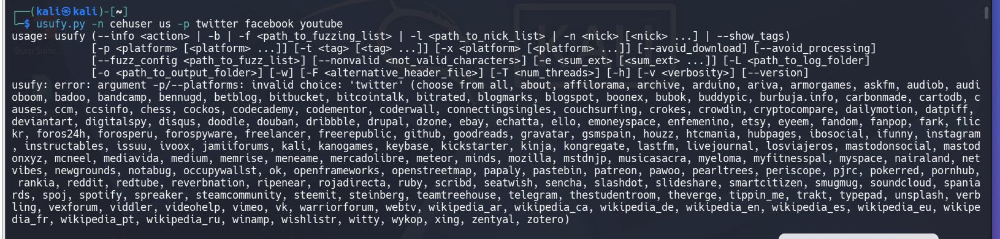 ┌──(kali㉿kali)-[~]
└─$ usufy.py -n cehuser us -p twitter facebook youtube
usage: usufy (--info <action> | -b | -f <path_to_fuzzing_list> | -l <path_to_nick_list> | -n <nick> [<nick> ...] | --show_tags)
[-p <platform> [<platform> ...]] [-t <tag> [<tag> ...]] [-x <platform> [<platform> ...]] [--avoid_download] [--avoid_processing]
[--fuzz_config <path_to_fuzz_list>] [--nonvalid <not_valid_characters>] [-e <sum_ext> [<sum_ext> ...]] [-L <path_to_log_folder]
[-o <path_to_output_folder>] [-w] [-F <alternative_header_file>] [-T <num_threads>] [-h] [-v <verbosity>] [--version]
usufy: error: argument -p/--platforms: invalid choice: 'twitter' (choose from all, about, affilorama, archive, arduino, ariva, armorgames, askfm, audiob, audi
oboom, badoo, bandcamp, bennugd, betblog, bitbucket, bitcointalk, bitrated, blogmarks, blogspot, boonex, bubok, buddypic, burbuja.info, carbonmade, cartodb, c
auses, ccm, ccsinfo, chess, cockos, codecademy, codementor, coderwall, connectingsingles, couchsurfing, crokes, crowdin, cryptocompare, dailymotion, datpiff,
deviantart, digitalspy, disqus, doodle, douban, dribbble, drupal, dzone, ebay, echatta, ello, emoneyspace, enfemenino, etsy, eyeem, fandom, fanpop, fark, flic
kr, foros24h, forosperu, forospyware, freelancer, freerepublic, github, goodreads, gravatar, gsmspain, houzz, htcmania, hubpages, ibosocial, ifunny, instagram
, instructables, issuu, ivoox, jamiiforums, kali, kanogames, keybase, kickstarter, kinja, kongregate, lastfm, livejournal, losviajeros, mastodonsocial, mastod
onxyz, mcneel, mediavida, medium, memrise, meneame, mercadolibre, meteor, minds, mozilla, mstdnjp, musicasacra, myeloma, myfitnesspal, myspace, nairaland, net
vibes, newgrounds, notabug, occupywallst, ok, openframeworks, openstreetmap, papaly, pastebin, patreon, pawoo, pearltrees, periscope, pjrc, pokerred, pornhub,
rankia, reddit, redtube, reverbnation, ripenear, rojadirecta, ruby, scribd, seatwish, sencha, slashdot, slideshare, smartcitizen, smugmug, soundcloud, spania
rds, spoj, spotify, spreaker, steamcommunity, steemit, steinberg, teamtreehouse, telegram, thestudentroom, theverge, tippin_me, trakt, typepad, unsplash, verb
ling, vexforum, viddler, videohelp, vimeo, vk, warriorforum, webtv, wikipedia_ar, wikipedia_ca, wikipedia_de, wikipedia_en, wikipedia_es, wikipedia_eu, wikipe
dia_fr, wikipedia_pt, wikipedia_ru, winamp, wishlistr, witty, wykop, xing, zentyal, zotero)
Burp Suite ...
KALI